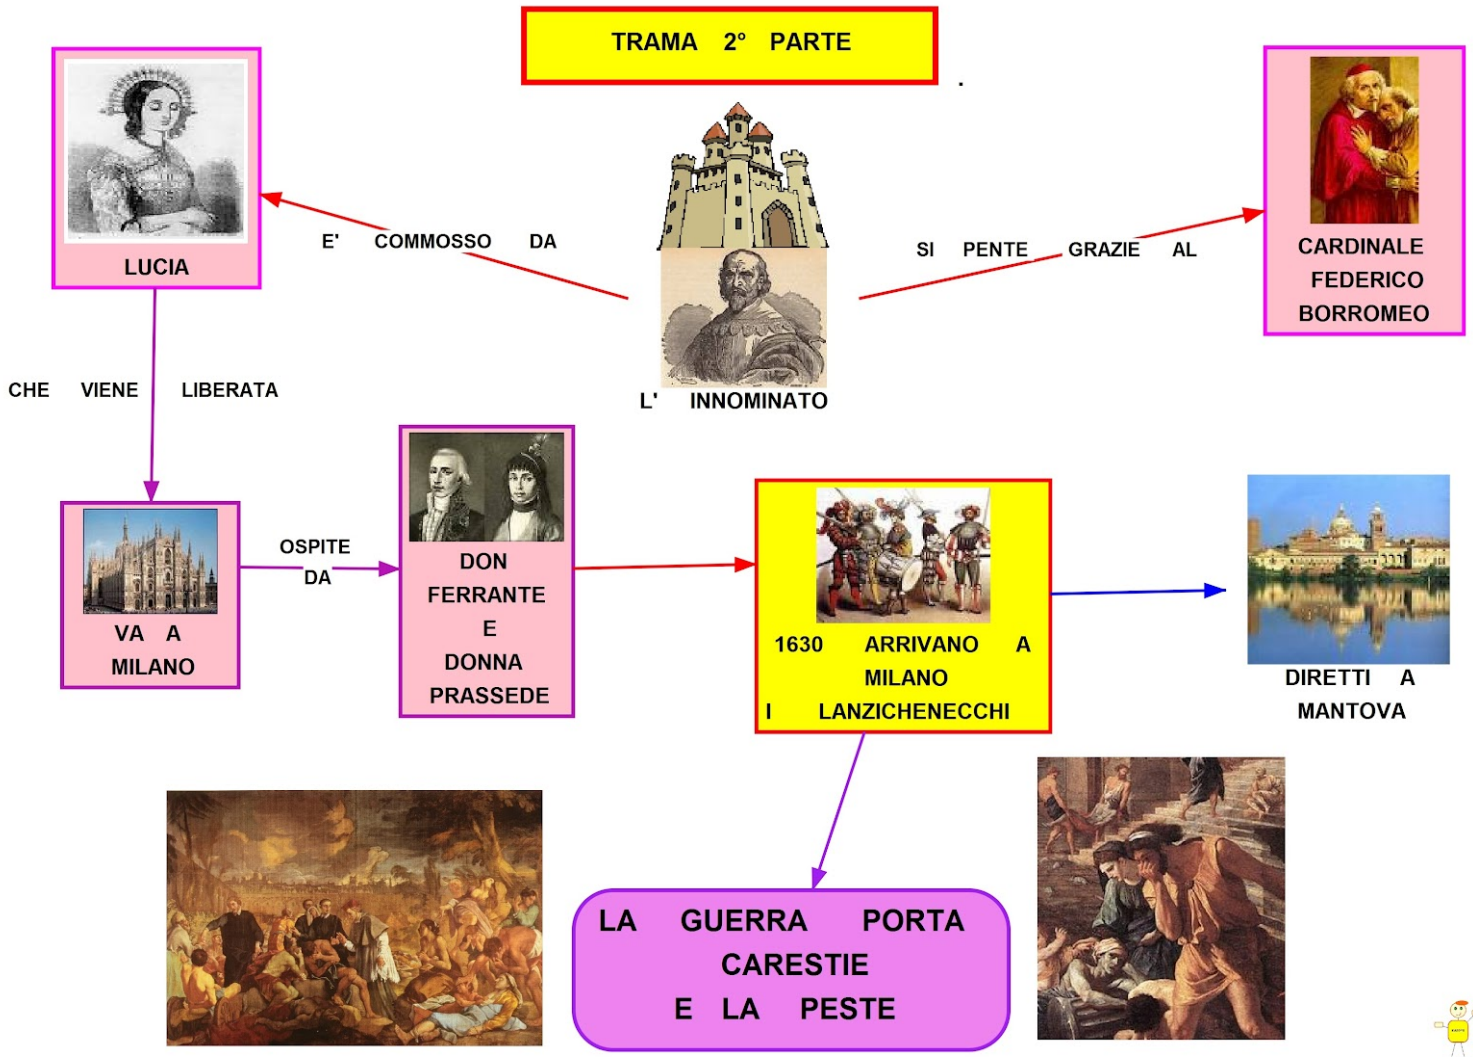 TRAMA 2° PARTE
.
LUCIA
E' COMMOSSO DA
L' INNOMINATO
SI PENTE GRAZIE AL
CARDINALE
FEDERICO
BORROMEO
CHE VIENE LIBERATA
VA A
MILANO
OSPITE
DA
DON
FERRANTE
E
DONNA
PRASSEDE
1630 ARRIVANO A
MILANO
I LANZICHENECCHI
DIRETTI A
MANTOVA
LA GUERRA PORTA
CARESTIE
E LA PESTE